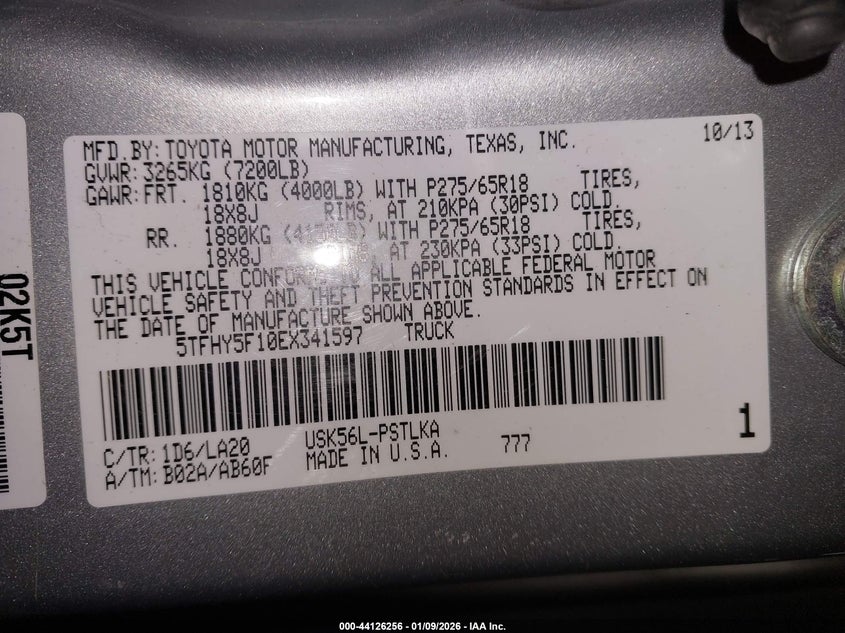 MFD.BY:TOYOTA MOTOR MANUFACTURING, TEXAS, INC. 10/13
GVWR:3265KG (7200LB)
GAWR:FRT. 1810KG (4000LB) WITH P275/65R18 TIRES,
18X8J RIMS, AT 210KPA (30PSI) COLD.
RR. 1880KG WITH P275/65R18 TIRES,
18X8J AT 230KPA (33PSI) COLD.
THIS VEHICLE CONFORMS TO ALL APPLICABLE FEDERAL MOTOR
VEHICLE SAFETY AND THEFT PREVENTION STANDARDS IN EFFECT ON
THE DATE OF MANUFACTURE SHOWN ABOVE.
5TFHY5F10EX341597 TRUCK
C/TR:1D6/LA20 USK56L-PSTLKA
A/TM:B02A/AB60F MADE IN U.S.A. 777
1
02K5T
000-44126256 - 01/09/2026 - IAA Inc.